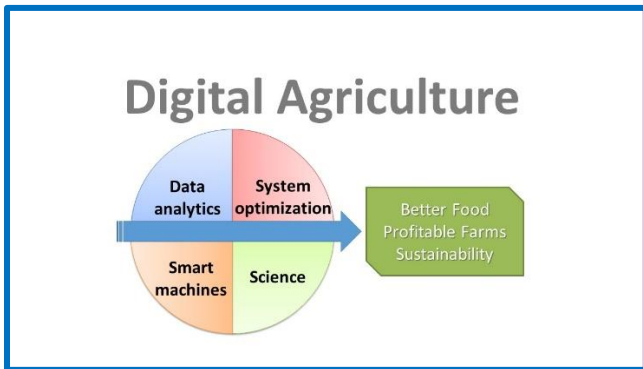 Digital Agriculture
Data
analytics
System
optimization
Smart
machines
Science
Better Food
Profitable Farms
Sustainability